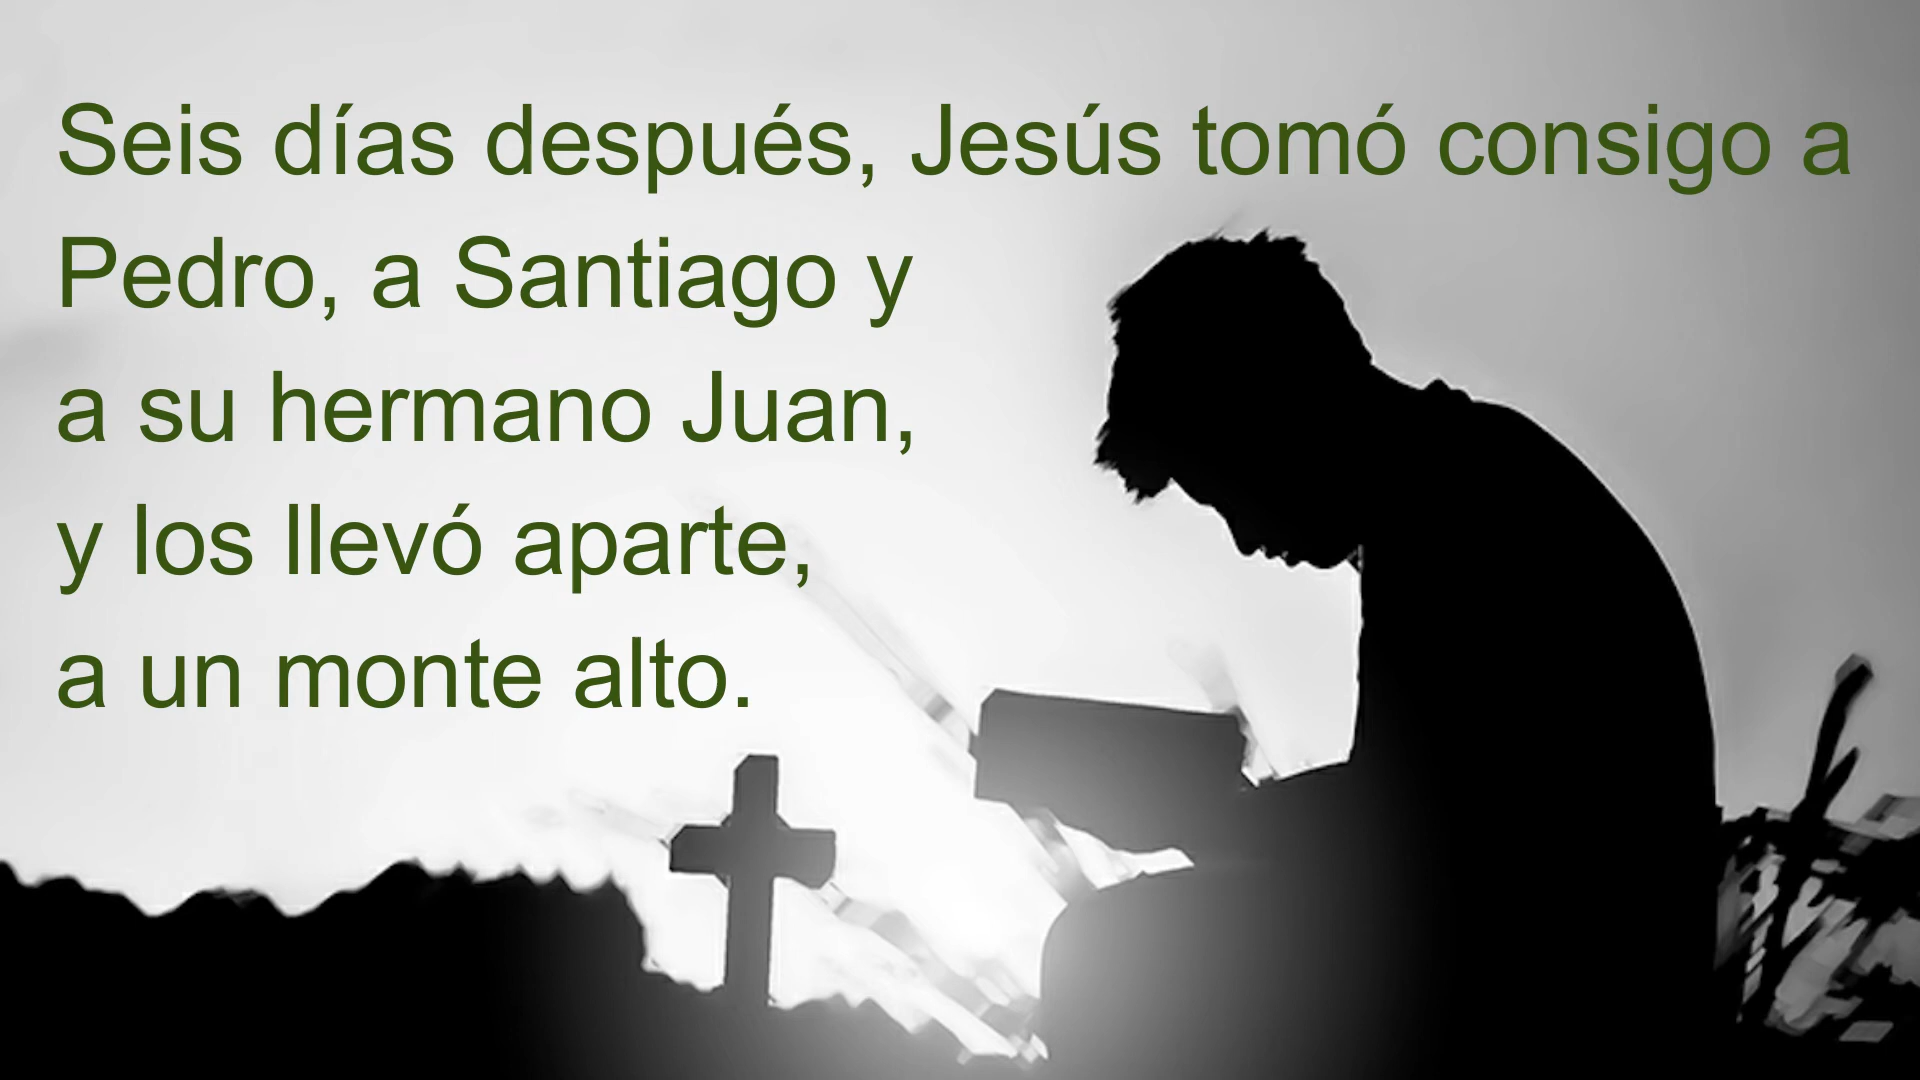 Seis días después, Jesús tomó consigo a
Pedro, a Santiago y
a su hermano Juan,
y los llevó aparte,
a un monte alto.